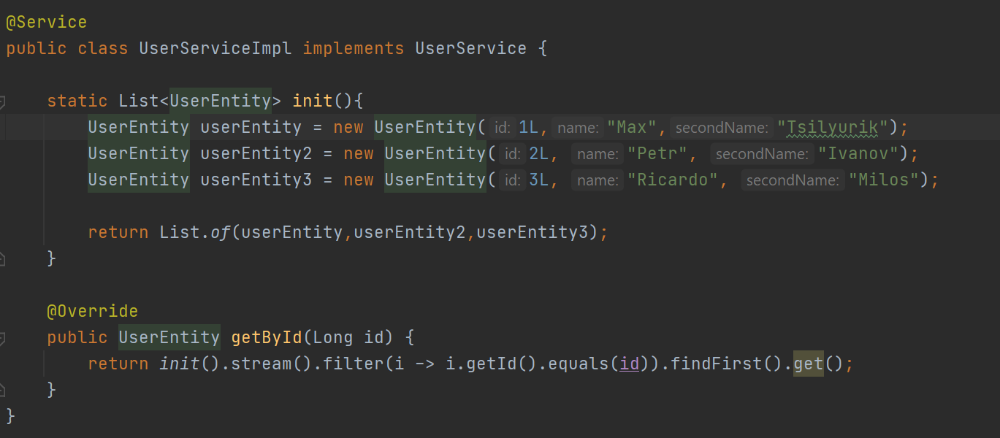 @Service
public class UserServiceImpl implements UserService {
static List<UserEntity> init(){
UserEntity userEntity = new UserEntity( id: 1L, name: "Max", secondName: "Tsilyurik");
UserEntity userEntity2 = new UserEntity( id: 2L, name: "Petr", secondName: "Ivanov");
UserEntity userEntity3 = new UserEntity( id: 3L, name: "Ricardo", secondName: "Milos");
return List.of(userEntity,userEntity2,userEntity3);
}
@Override
public UserEntity getById(Long id) {
return init().stream().filter(i -> i.getId().equals(id)).findFirst().get();
}
}